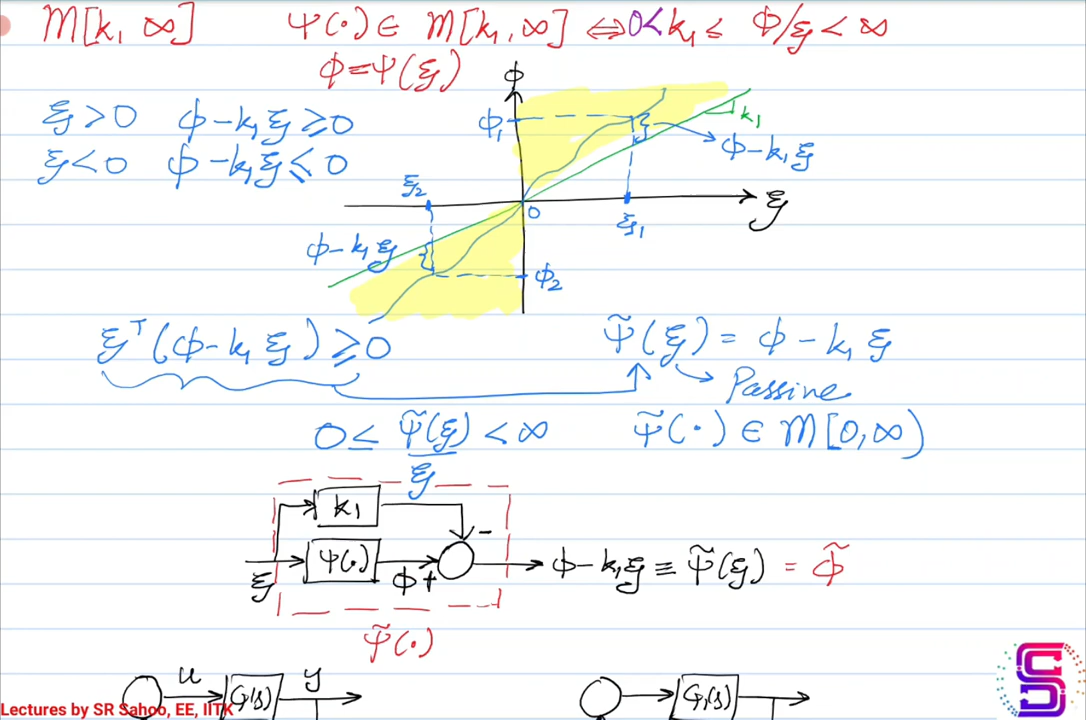 M[k₁ ∞] Ψ(·) ∈ M[k₁, ∞] ⇔ 0 < k₁ ≤ ϕ/ξ < ∞
ϕ = Ψ(ξ)
ξ > 0 ϕ - k₁ξ ≥ 0
ξ < 0 ϕ - k₁ξ ≤ 0
ϕ
ϕ₁
k₁
ϕ - k₁ξ
ξ₂
0
ξ₁
ξ
ϕ - k₁ξ
ϕ₂
ξᵀ(ϕ - k₁ξ) ≥ 0 Ψ̃(ξ) = ϕ - k₁ξ
Passive
0 ≤ Ψ̃(ξ)/ξ < ∞ Ψ̃(·) ∈ M[0, ∞)
k₁
-
ξ Ψ(·) ϕ + ϕ - k₁ξ ≡ Ψ̃(ξ) = ϕ̃
Ψ̃(·)
u G(s) y G(s)
Lectures by SR Sahoo, EE, IITK